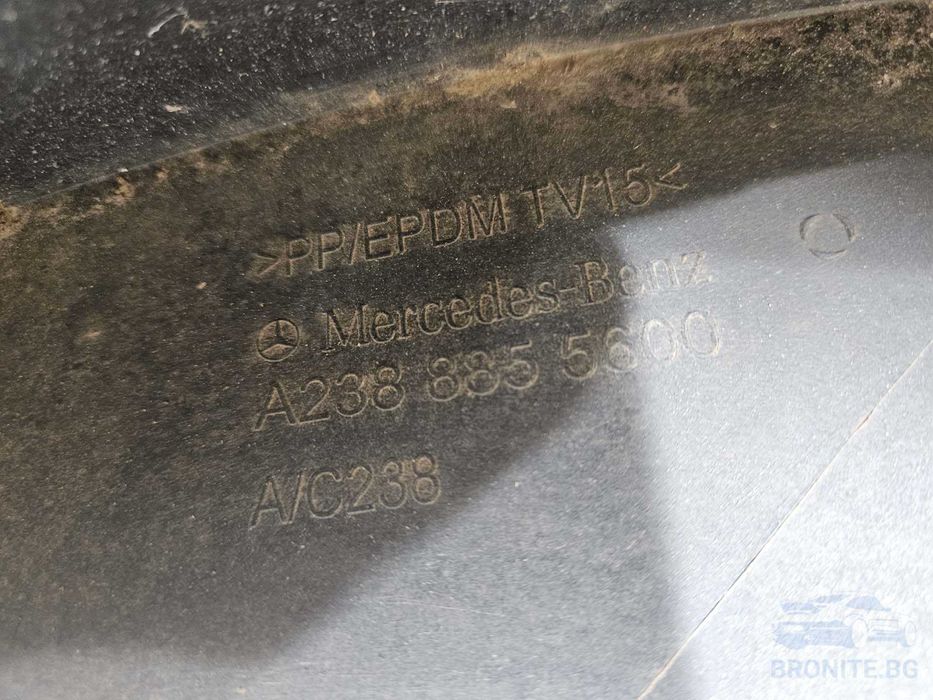 >PP/EPDM TV15<
Mercedes-Benz
A238 885 5600
A/C238
BRONITE.BG